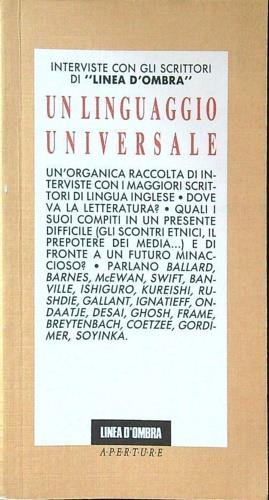 INTERVISTE CON GLI SCRITTORI
DI "LINEA D'OMBRA"
UN LINGUAGGIO
UNIVERSALE
UN'ORGANICA RACCOLTA DI IN-
TERVISTE CON I MAGGIORI SCRIT-
TORI DI LINGUA INGLESE • DOVE
VA LA LETTERATURA? • QUALI I
SUOI COMPITI IN UN PRESENTE
DIFFICILE (GLI SCONTRI ETNICI, IL
PREPOTERE DEI MEDIA...) E DI
FRONTE A UN FUTURO MINAC-
CIOSO? • PARLANO BALLARD,
BARNES, McEWAN, SWIFT, BAN-
VILLE, ISHIGURO, KUREISHI, RU-
SHDIE, GALLANT, IGNATIEFF, ON-
DAATJE, DESAI, GHOSH, FRAME,
BREYTENBACH, COETZEE, GORDI-
MER, SOYINKA.
LINEA D'OMBRA
APERTURE